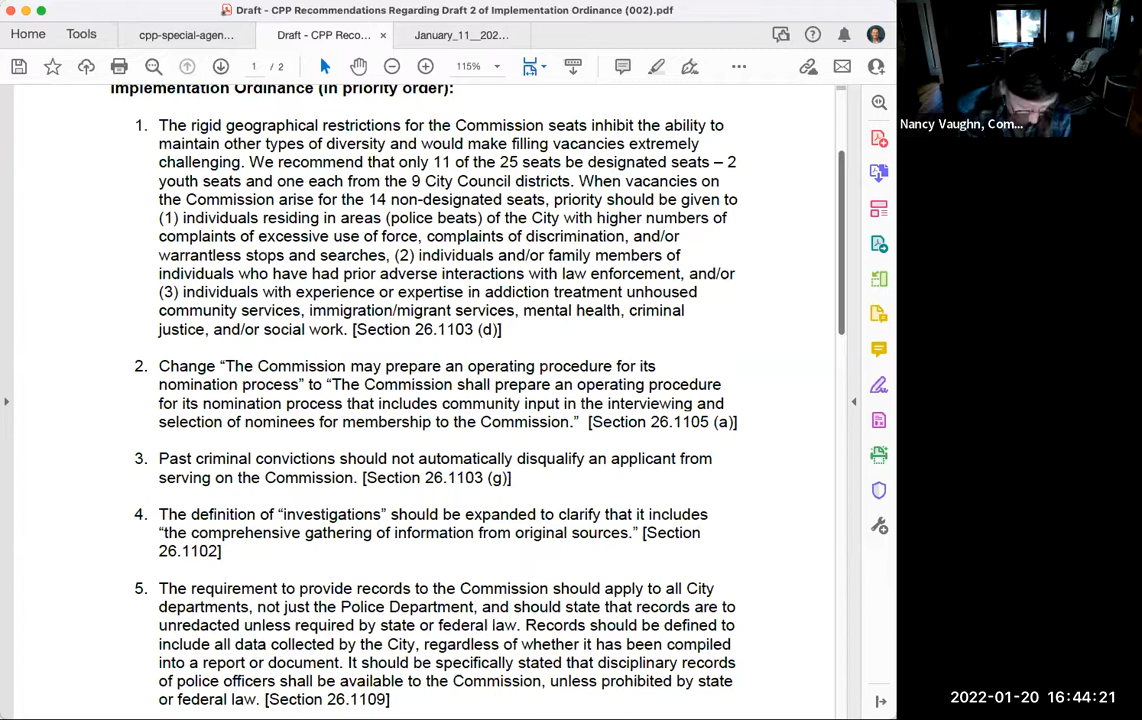 Draft - CPP Recommendations Regarding Draft 2 of Implementation Ordinance (002).pdf
Home Tools cpp-special-agen... Draft - CPP Reco... × January_11__202...
1 / 2 115%
Implementation Ordinance (in priority order):
1. The rigid geographical restrictions for the Commission seats inhibit the ability to
maintain other types of diversity and would make filling vacancies extremely
challenging. We recommend that only 11 of the 25 seats be designated seats – 2
youth seats and one each from the 9 City Council districts. When vacancies on
the Commission arise for the 14 non-designated seats, priority should be given to
(1) individuals residing in areas (police beats) of the City with higher numbers of
complaints of excessive use of force, complaints of discrimination, and/or
warrantless stops and searches, (2) individuals and/or family members of
individuals who have had prior adverse interactions with law enforcement, and/or
(3) individuals with experience or expertise in addiction treatment unhoused
community services, immigration/migrant services, mental health, criminal
justice, and/or social work. [Section 26.1103 (d)]
2. Change “The Commission may prepare an operating procedure for its
nomination process” to “The Commission shall prepare an operating procedure
for its nomination process that includes community input in the interviewing and
selection of nominees for membership to the Commission.” [Section 26.1105 (a)]
3. Past criminal convictions should not automatically disqualify an applicant from
serving on the Commission. [Section 26.1103 (g)]
4. The definition of “investigations” should be expanded to clarify that it includes
“the comprehensive gathering of information from original sources.” [Section
26.1102]
5. The requirement to provide records to the Commission should apply to all City
departments, not just the Police Department, and should state that records are to
unredacted unless required by state or federal law. Records should be defined to
include all data collected by the City, regardless of whether it has been compiled
into a report or document. It should be specifically stated that disciplinary records
of police officers shall be available to the Commission, unless prohibited by state
or federal law. [Section 26.1109]
Nancy Vaughn, Com...
2022-01-20 16:44:21